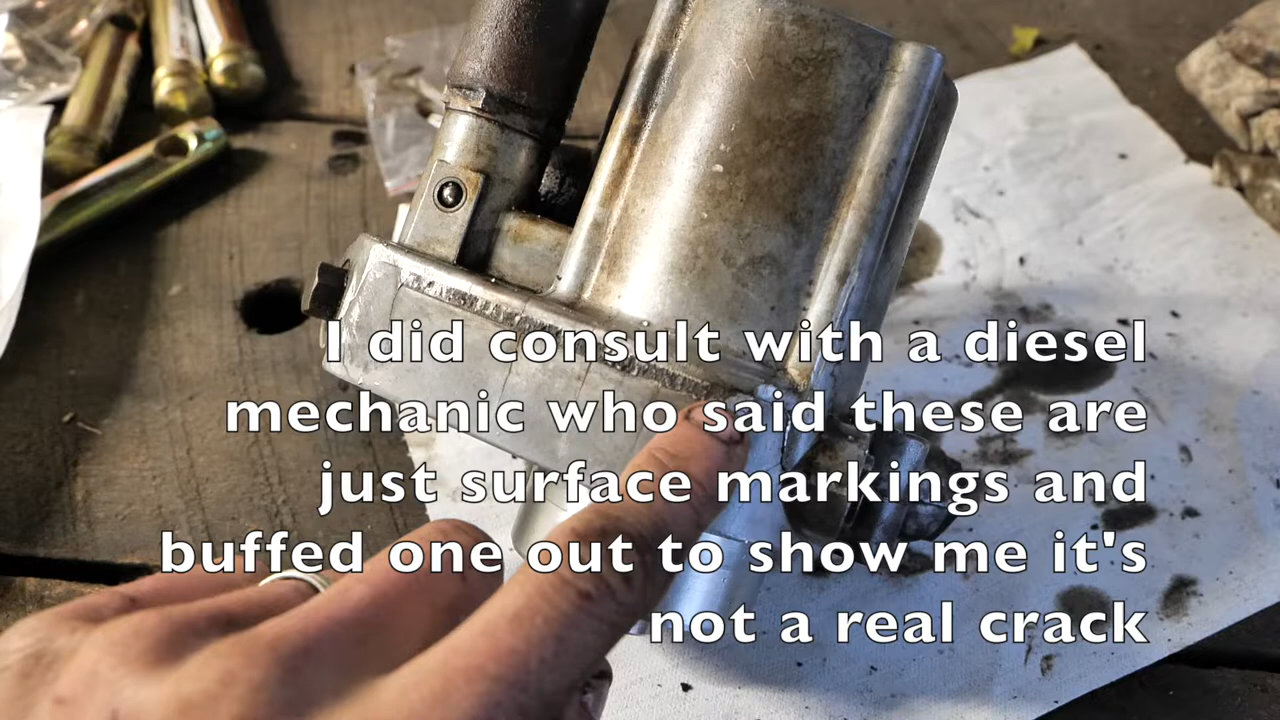 I did consult with a diesel
mechanic who said these are
just surface markings and
buffed one out to show me it's
not a real crack